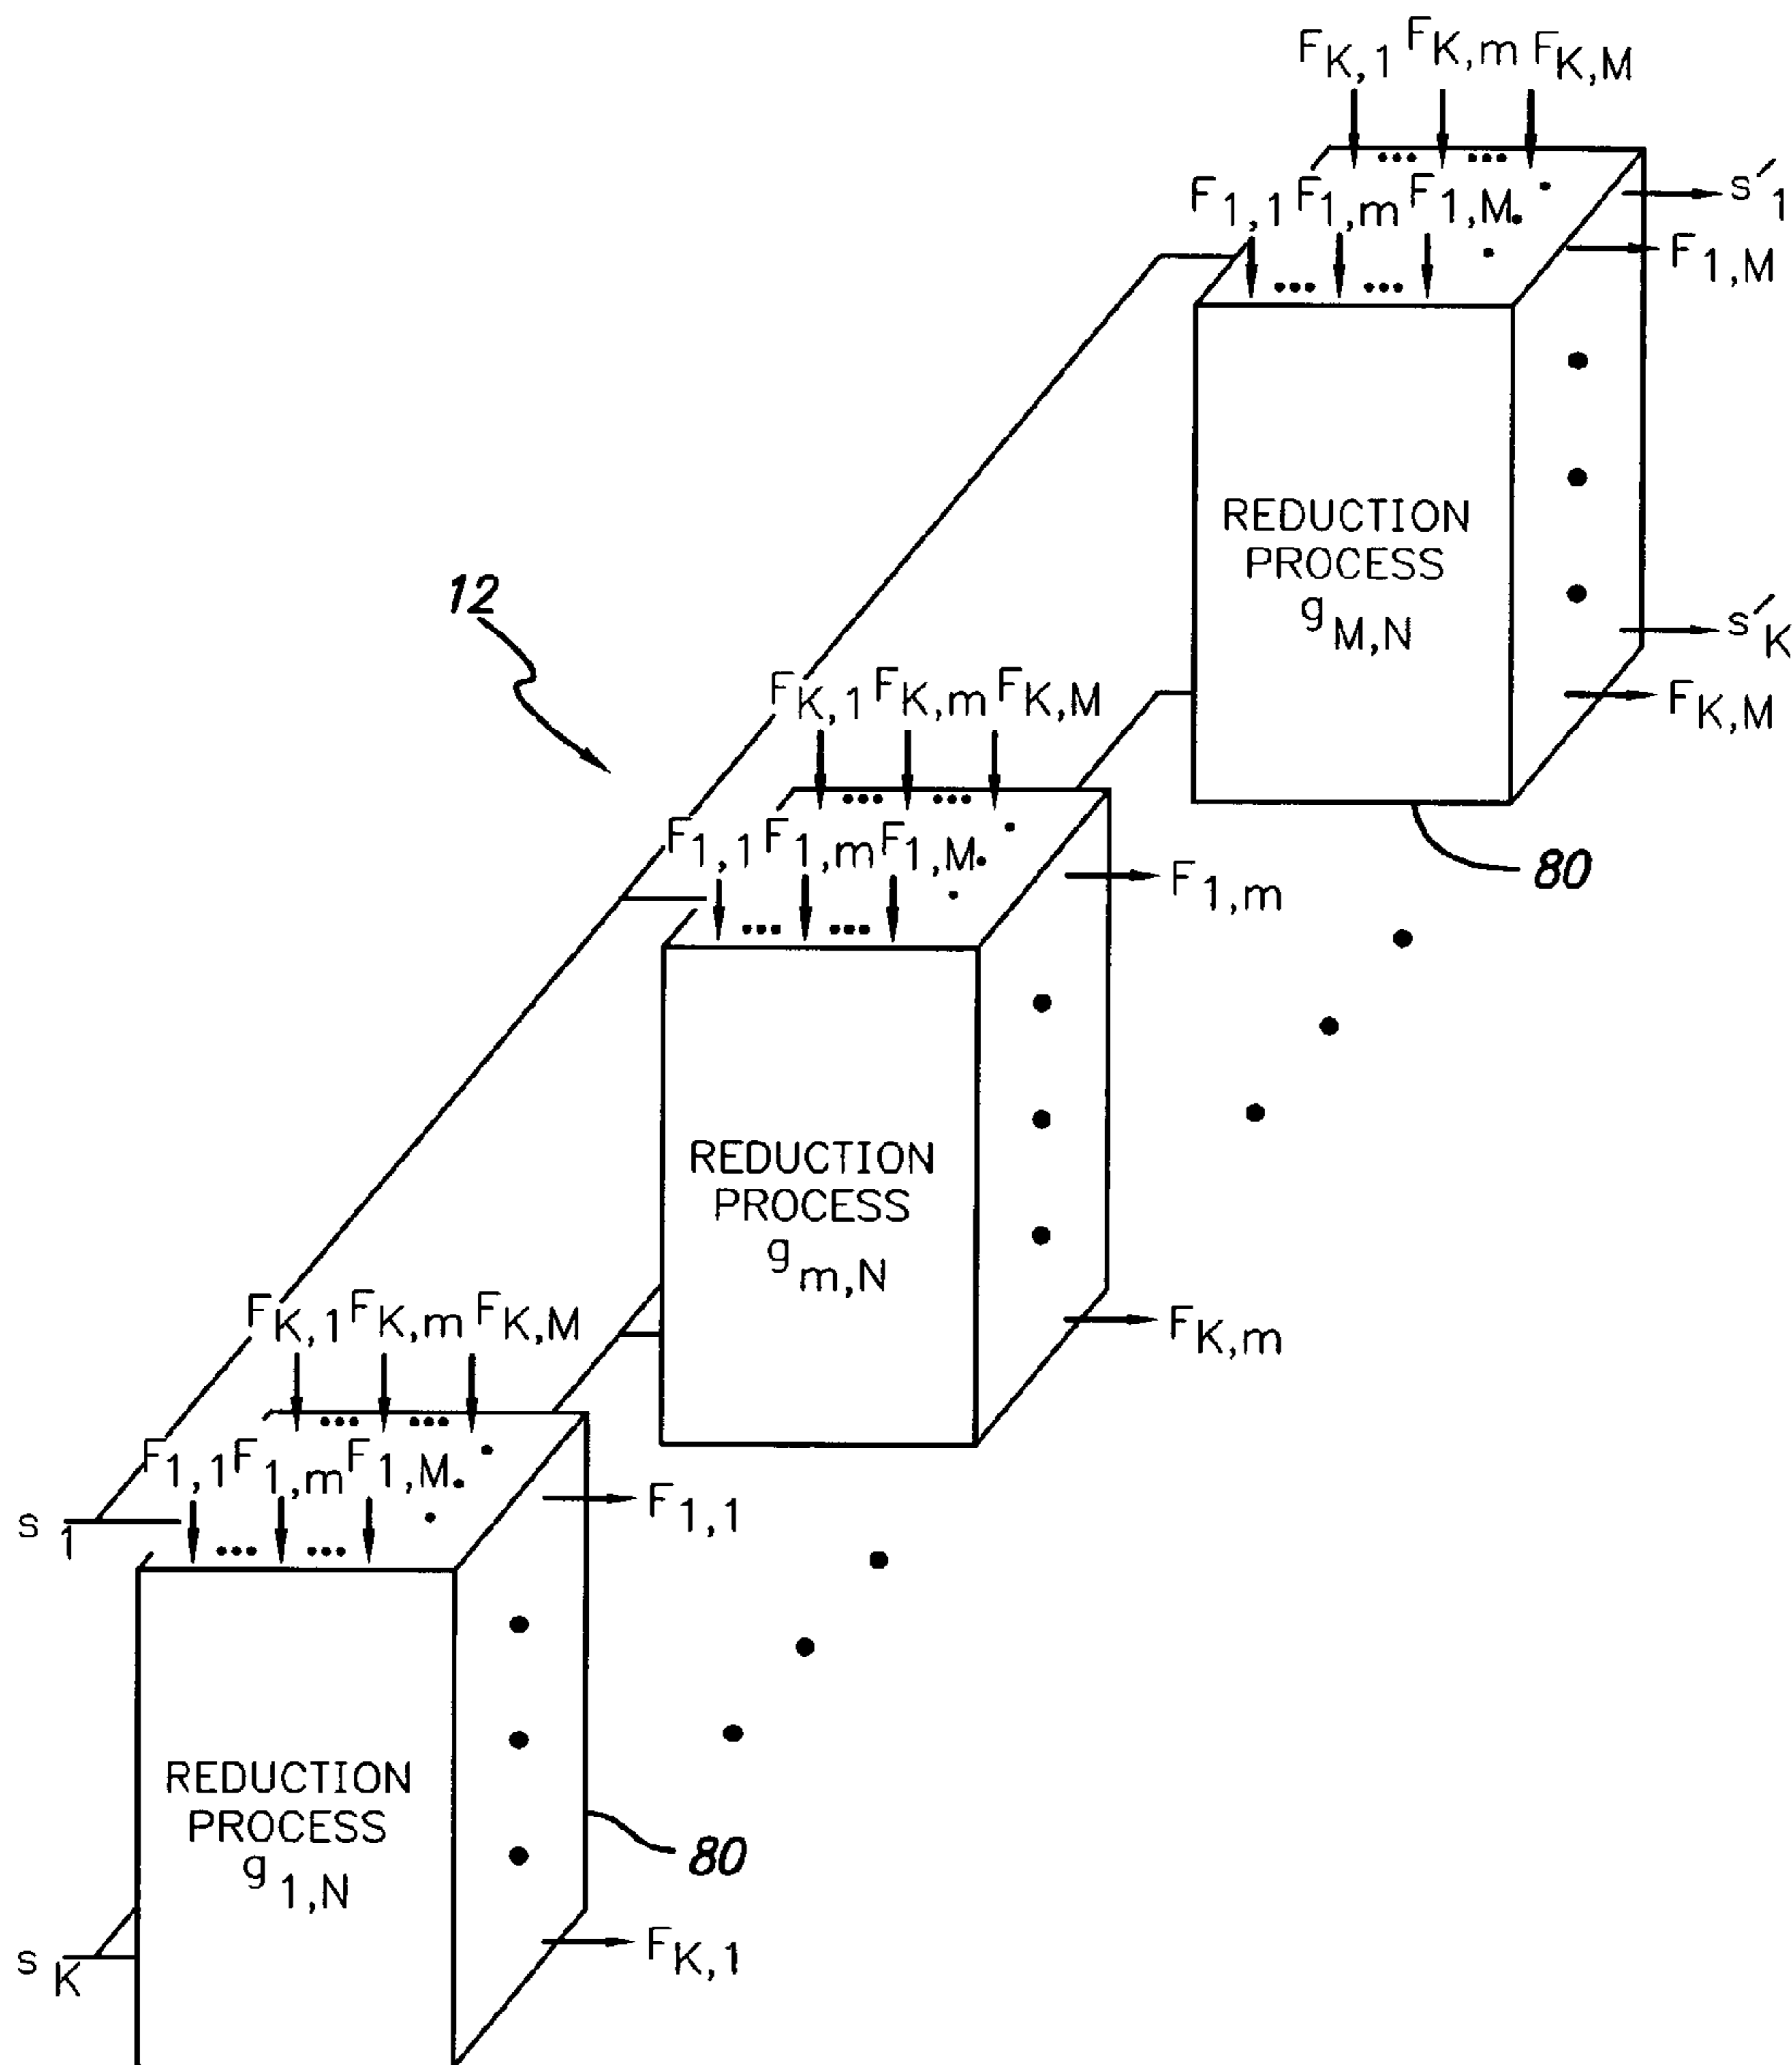 F K,1 F K,m F K,M
F 1,1 F 1,m F 1,M
s′ 1
F 1,M
REDUCTION
PROCESS
g M,N
s′ K
F K,M
80
12
F K,1 F K,m F K,M
F 1,1 F 1,m F 1,M
F 1,m
REDUCTION
PROCESS
g m,N
F K,m
F K,1 F K,m F K,M
F 1,1 F 1,m F 1,M
s 1
F 1,1
REDUCTION
PROCESS
g 1,N
80
s K
F K,1